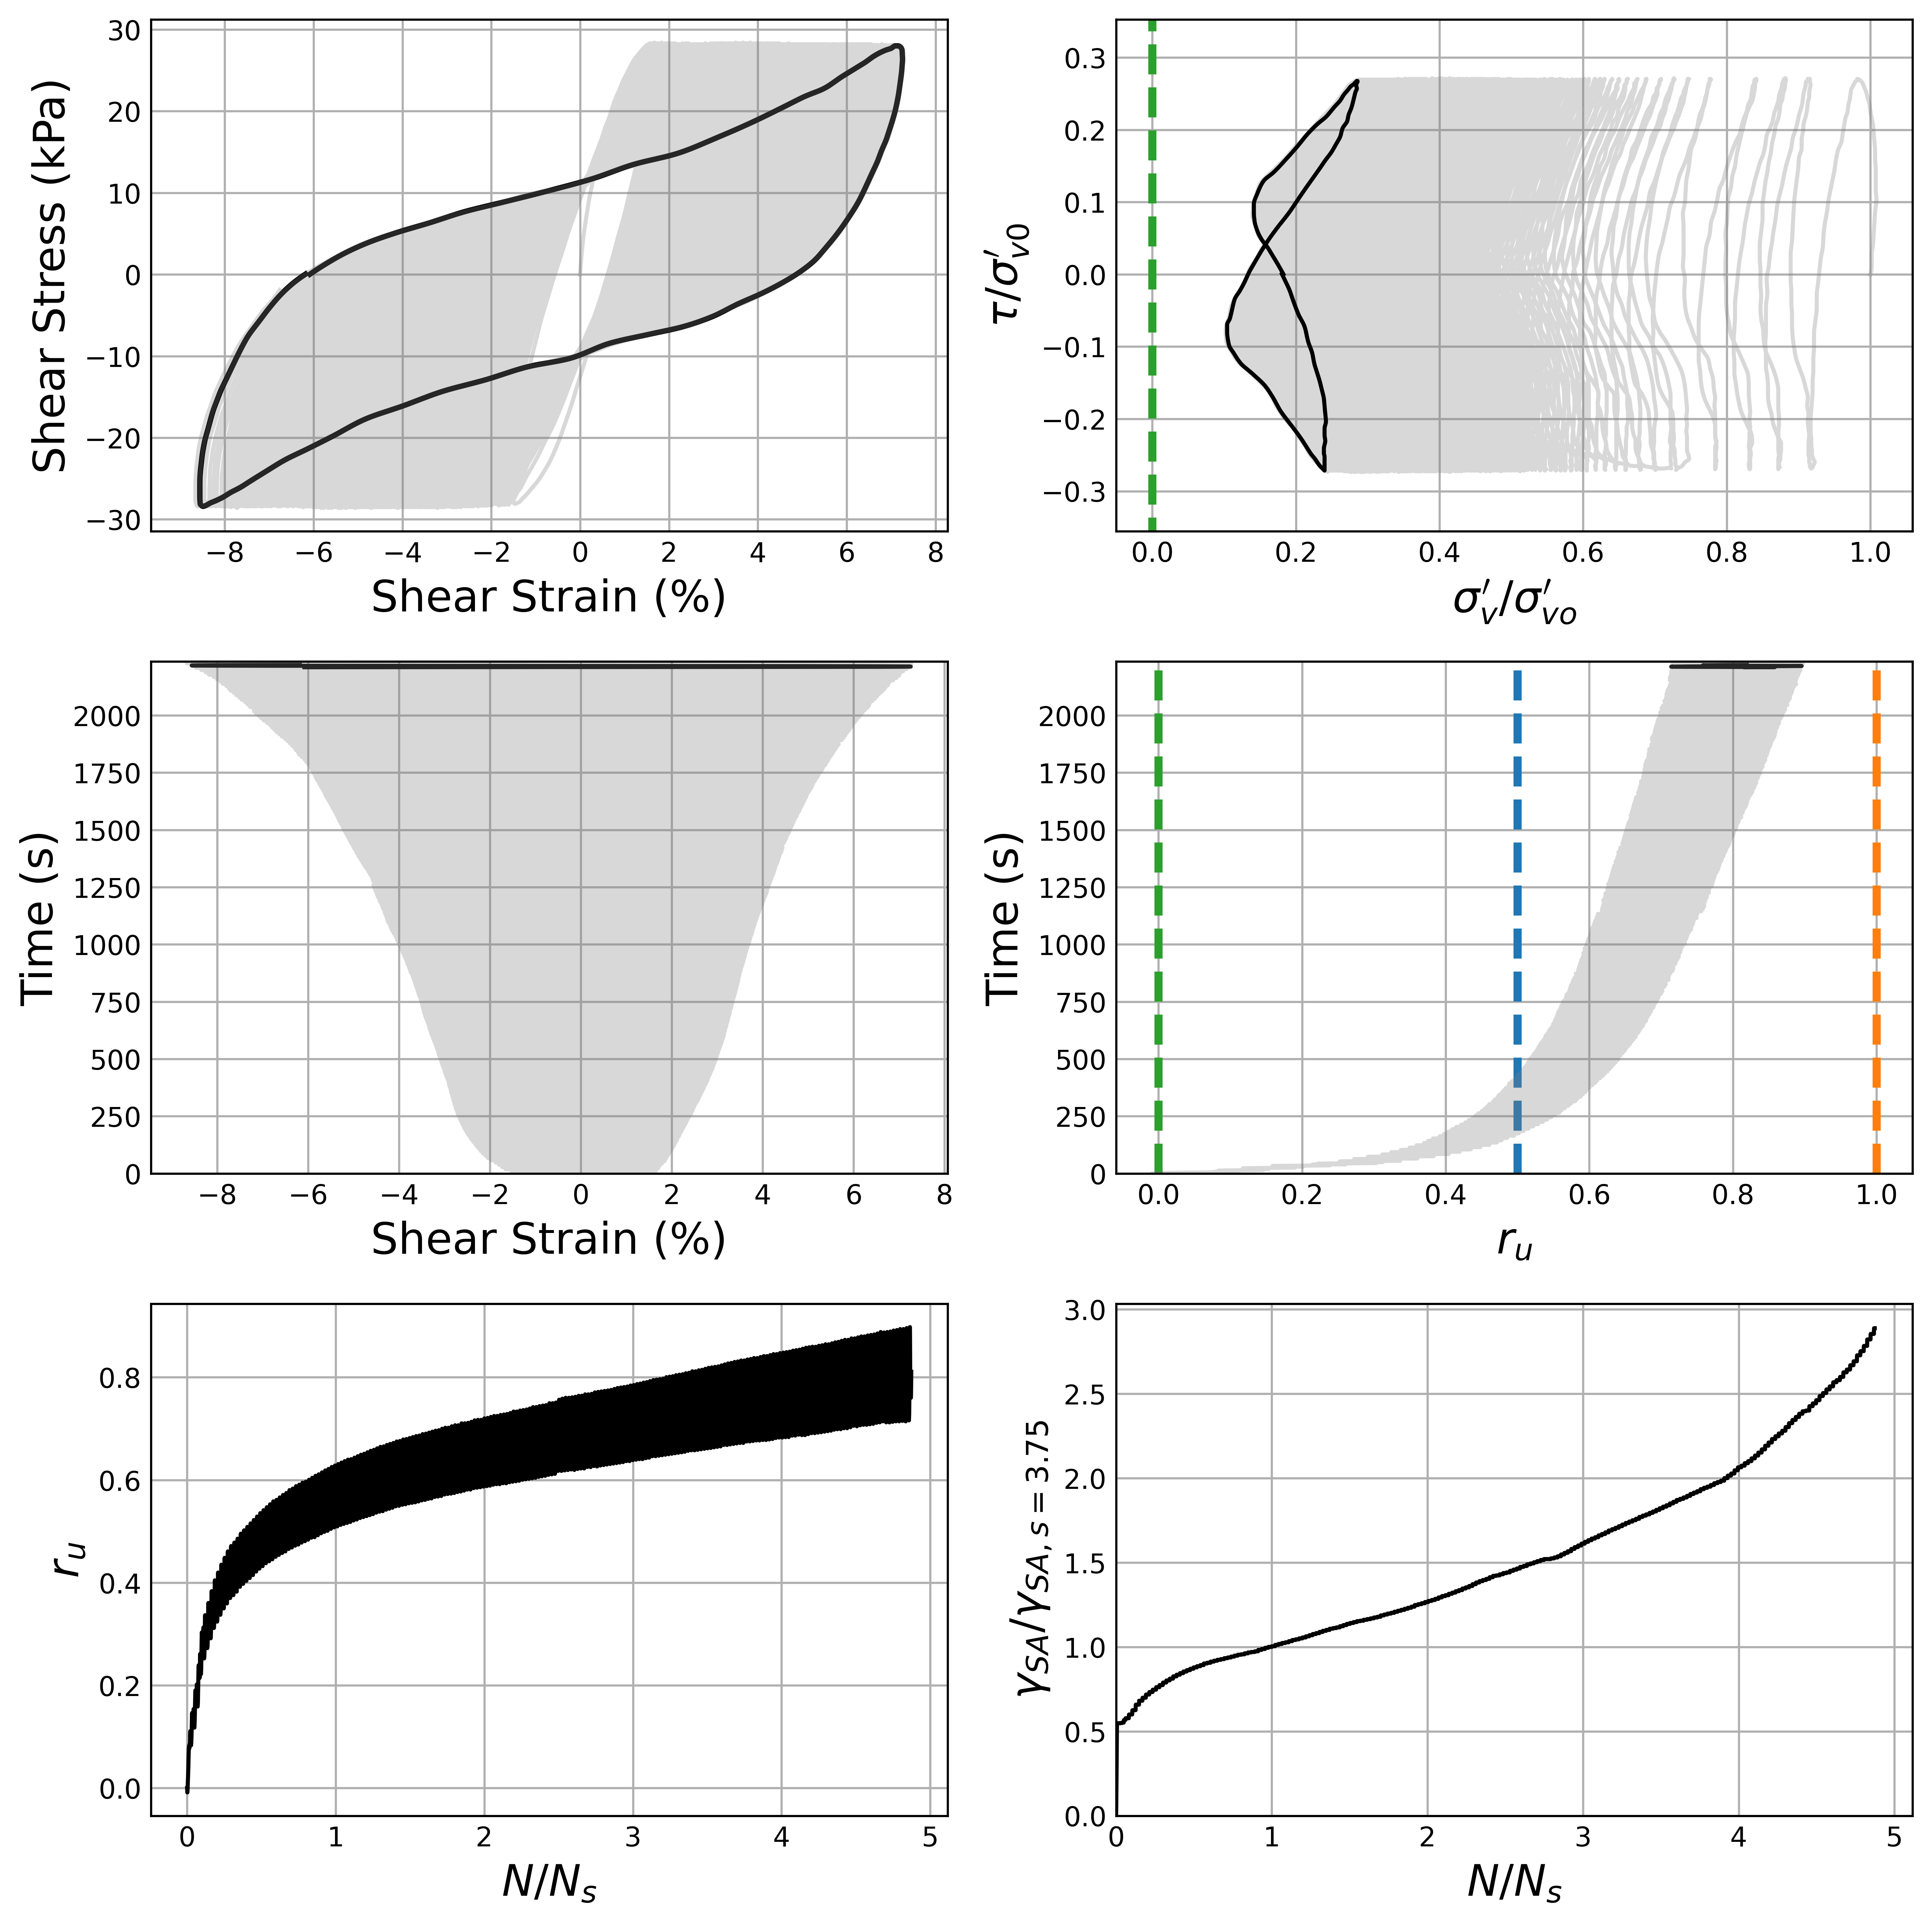 30
20
10
0
−10
−20
−30
Shear Stress (kPa)
−8 −6 −4 −2 0 2 4 6 8
Shear Strain (%)
0.3
0.2
0.1
0.0
−0.1
−0.2
−0.3
τ/σ′v0
0.0 0.2 0.4 0.6 0.8 1.0
σ′v/σ′vo
2000
1750
1500
1250
1000
750
500
250
0
Time (s)
−8 −6 −4 −2 0 2 4 6 8
Shear Strain (%)
2000
1750
1500
1250
1000
750
500
250
0
Time (s)
0.0 0.2 0.4 0.6 0.8 1.0
ru
0.8
0.6
0.4
0.2
0.0
ru
0 1 2 3 4 5
N/Ns
3.0
2.5
2.0
1.5
1.0
0.5
0.0
γSA/γSA, s = 3.75
0 1 2 3 4 5
N/Ns